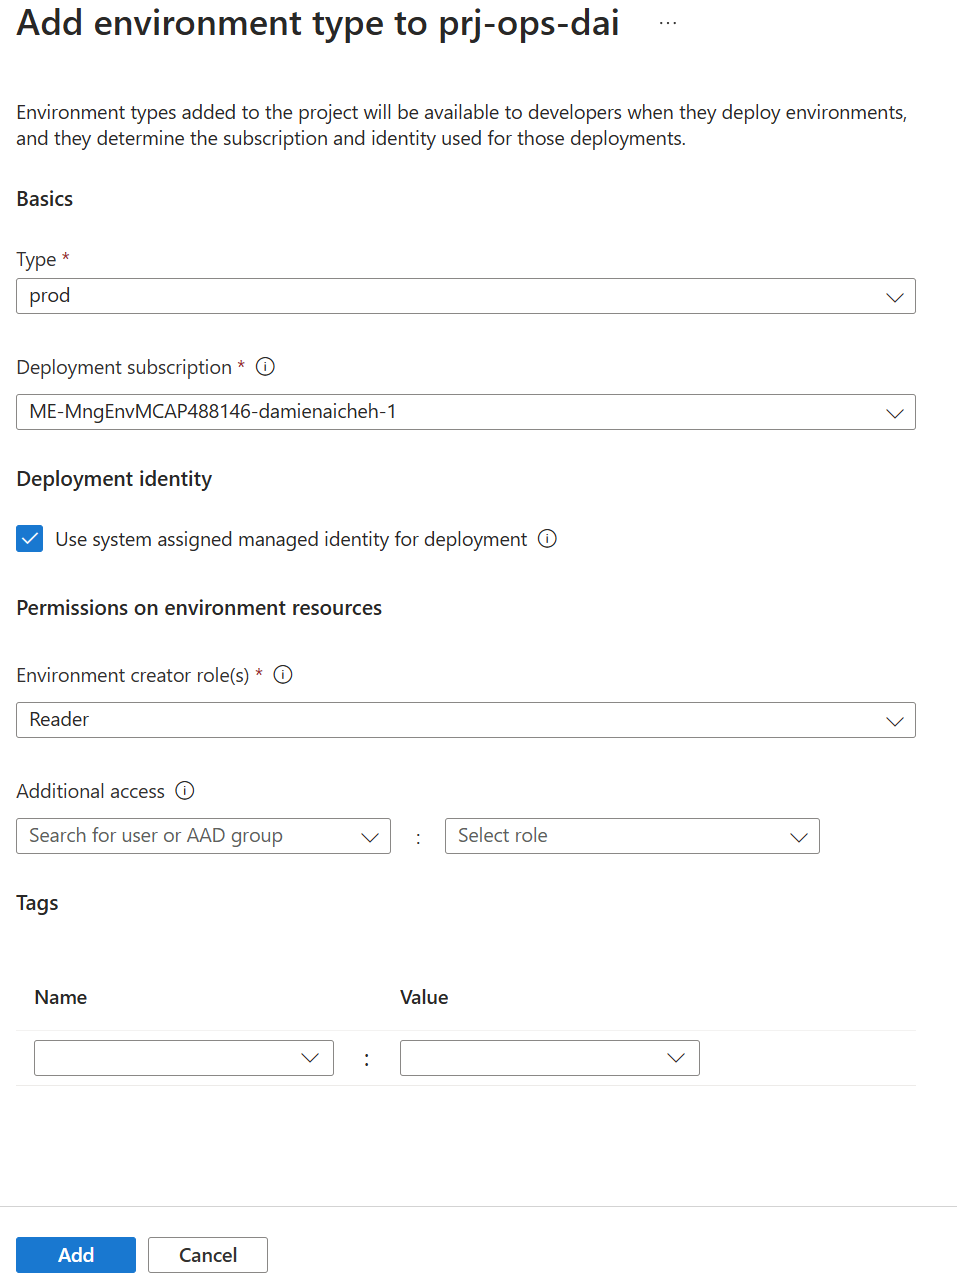 Add environment type to prj-ops-dai ...
Environment types added to the project will be available to developers when they deploy environments,
and they determine the subscription and identity used for those deployments.
Basics
Type *
prod
Deployment subscription *
ME-MngEnvMCAP488146-damienaicheh-1
Deployment identity
Use system assigned managed identity for deployment
Permissions on environment resources
Environment creator role(s) *
Reader
Additional access
Search for user or AAD group : Select role
Tags
Name Value
:
Add Cancel